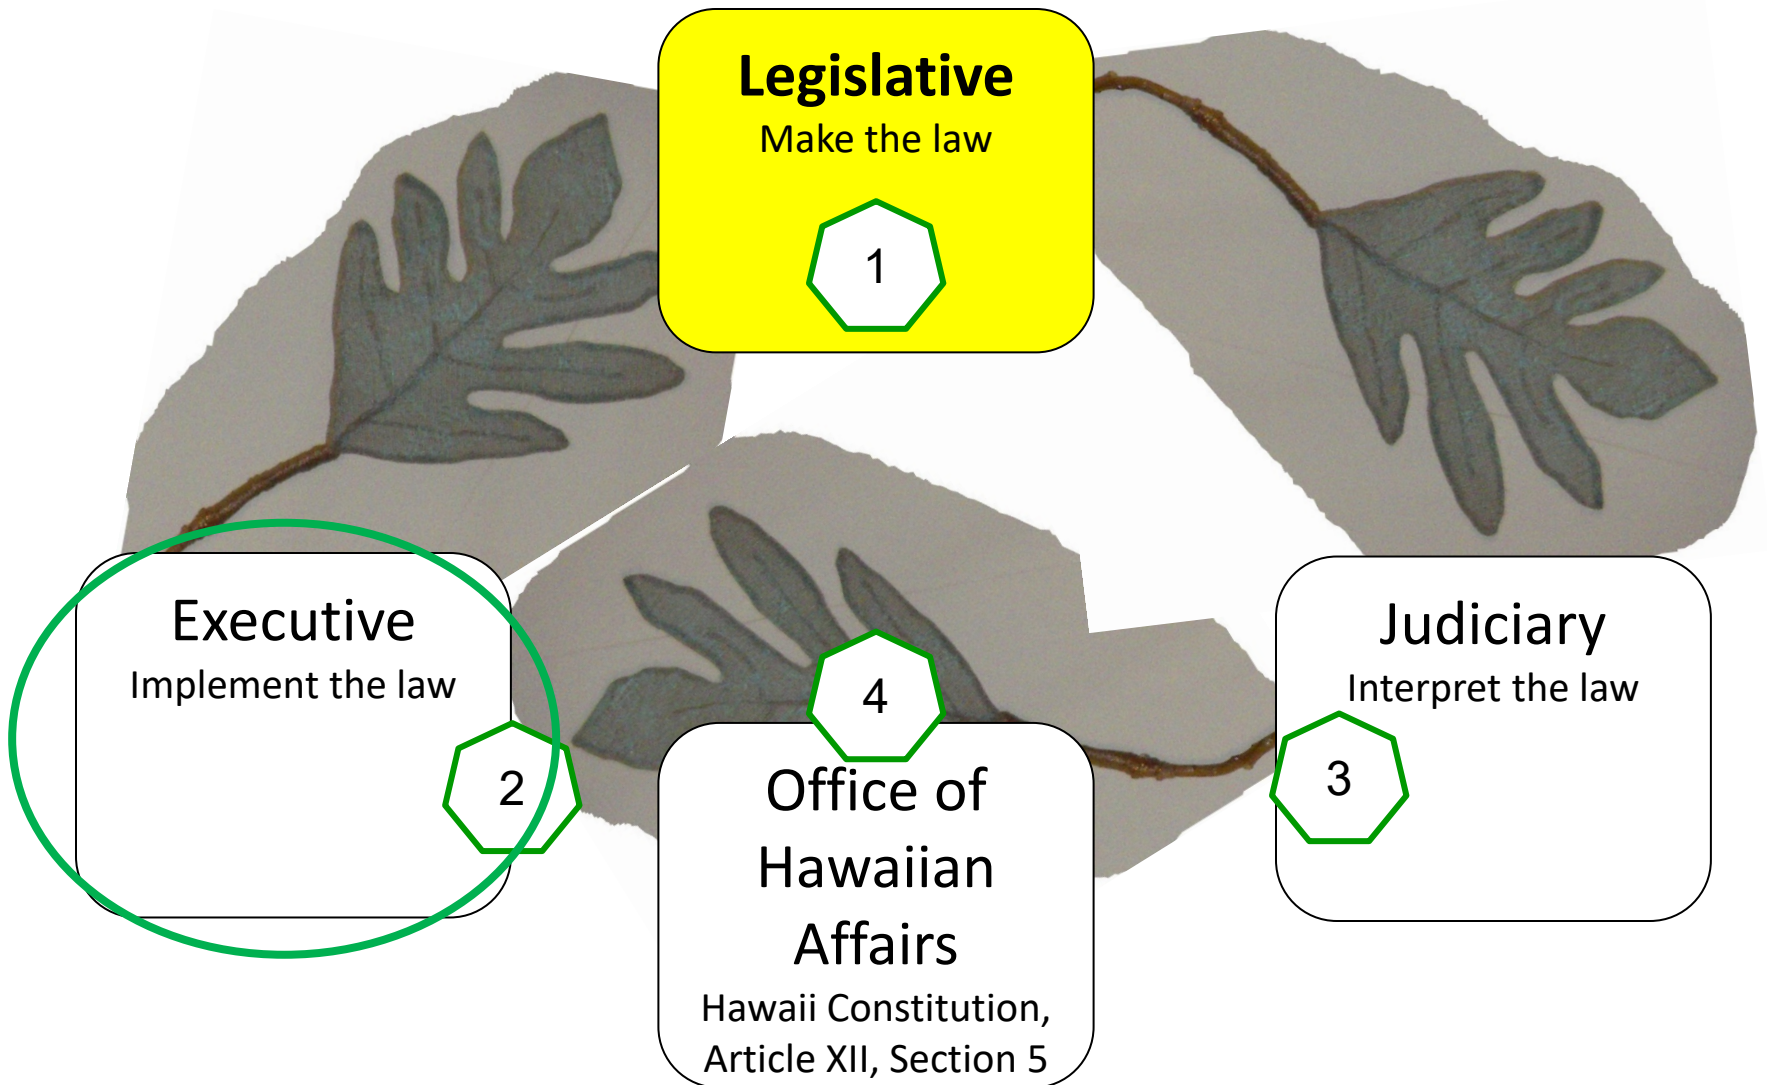 Legislative
Make the law
1
Executive
Implement the law
2
4
Office of
Hawaiian
Affairs
Hawaii Constitution,
Article XII, Section 5
Judiciary
Interpret the law
3